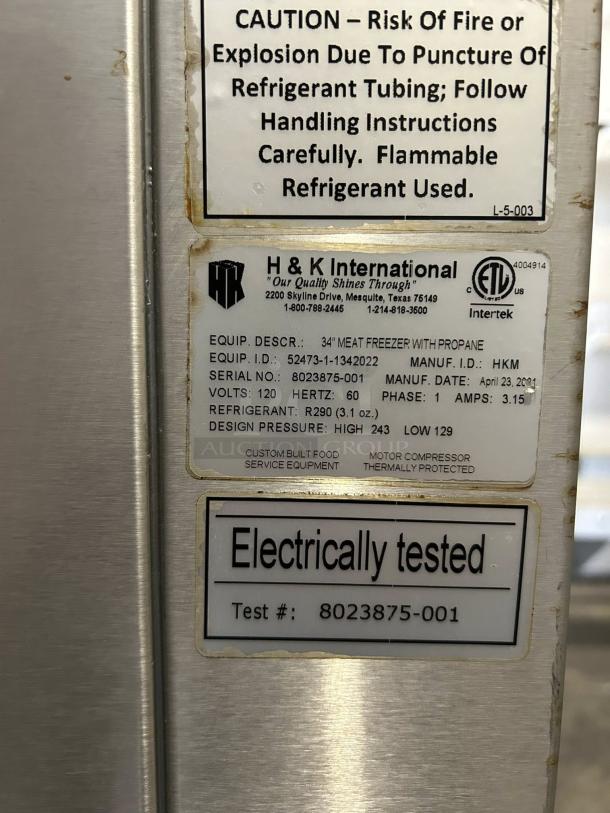 CAUTION – Risk Of Fire or
Explosion Due To Puncture Of
Refrigerant Tubing; Follow
Handling Instructions
Carefully. Flammable
Refrigerant Used.
L-5-003
HK
H & K International
"Our Quality Shines Through"
2200 Skyline Drive, Mesquite, Texas 75149
1-800-788-2445 1-214-818-3500
ETL
C US
LISTED
4004914
Intertek
EQUIP. DESCR.: 34" MEAT FREEZER WITH PROPANE
EQUIP. I.D.: 52473-1-1342022 MANUF. I.D.: HKM
SERIAL NO.: 8023875-001 MANUF. DATE: April 23, 2021
VOLTS: 120 HERTZ: 60 PHASE: 1 AMPS: 3.15
REFRIGERANT: R290 (3.1 oz.)
DESIGN PRESSURE: HIGH 243 LOW 129
AUCTION GROUP
CUSTOM BUILT FOOD MOTOR COMPRESSOR
SERVICE EQUIPMENT THERMALLY PROTECTED
Electrically tested
Test #: 8023875-001